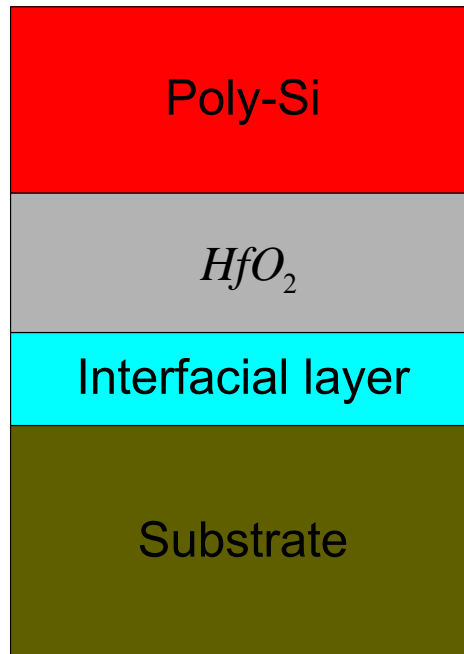 Poly-Si
HfO₂
Interfacial layer
Substrate